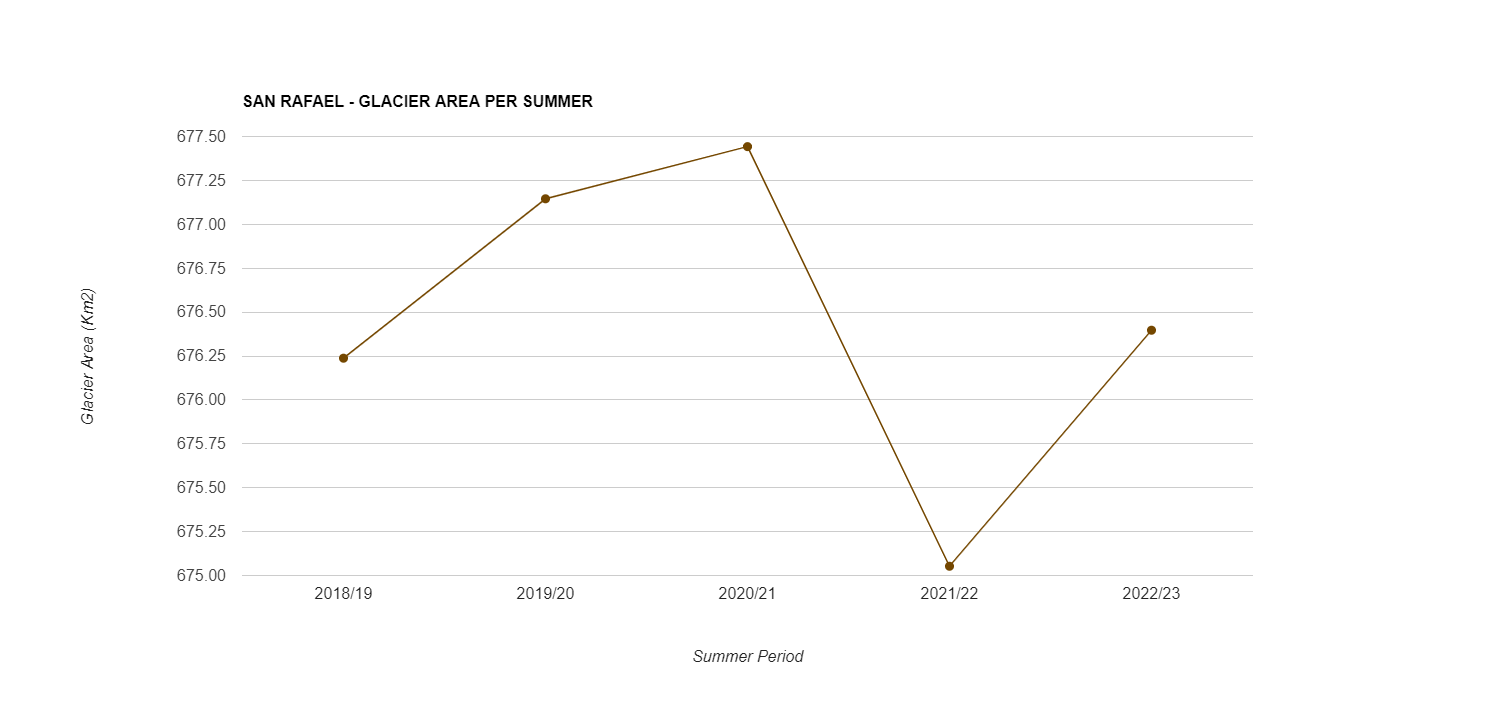 SAN RAFAEL - GLACIER AREA PER SUMMER
677.50
677.25
677.00
676.75
676.50
676.25
676.00
675.75
675.50
675.25
675.00
Glacier Area (Km2)
2018/19 2019/20 2020/21 2021/22 2022/23
Summer Period